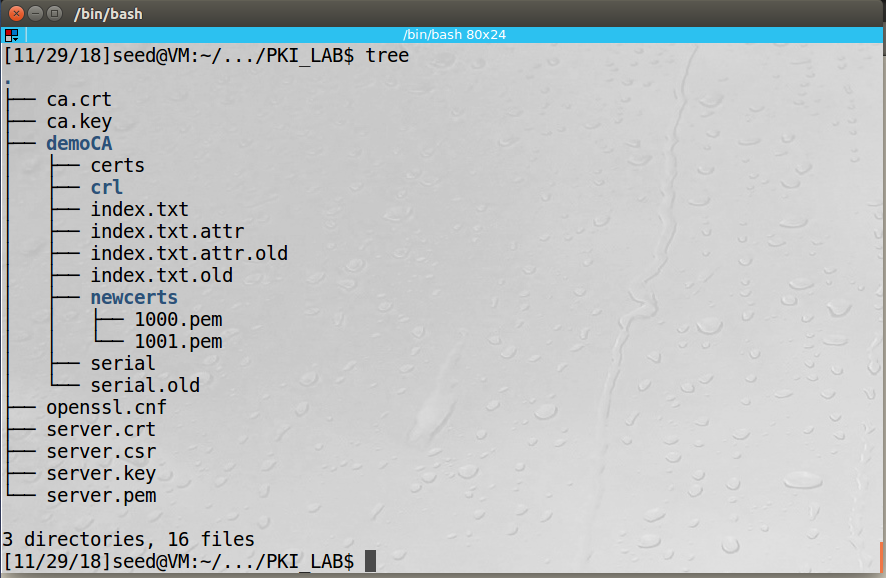 /bin/bash
/bin/bash 80x24
[11/29/18]seed@VM:~/.../PKI_LAB$ tree
.
├── ca.crt
├── ca.key
├── demoCA
│   ├── certs
│   ├── crl
│   ├── index.txt
│   ├── index.txt.attr
│   ├── index.txt.attr.old
│   ├── index.txt.old
│   ├── newcerts
│   │   ├── 1000.pem
│   │   └── 1001.pem
│   ├── serial
│   └── serial.old
├── openssl.cnf
├── server.crt
├── server.csr
├── server.key
└── server.pem

3 directories, 16 files
[11/29/18]seed@VM:~/.../PKI_LAB$